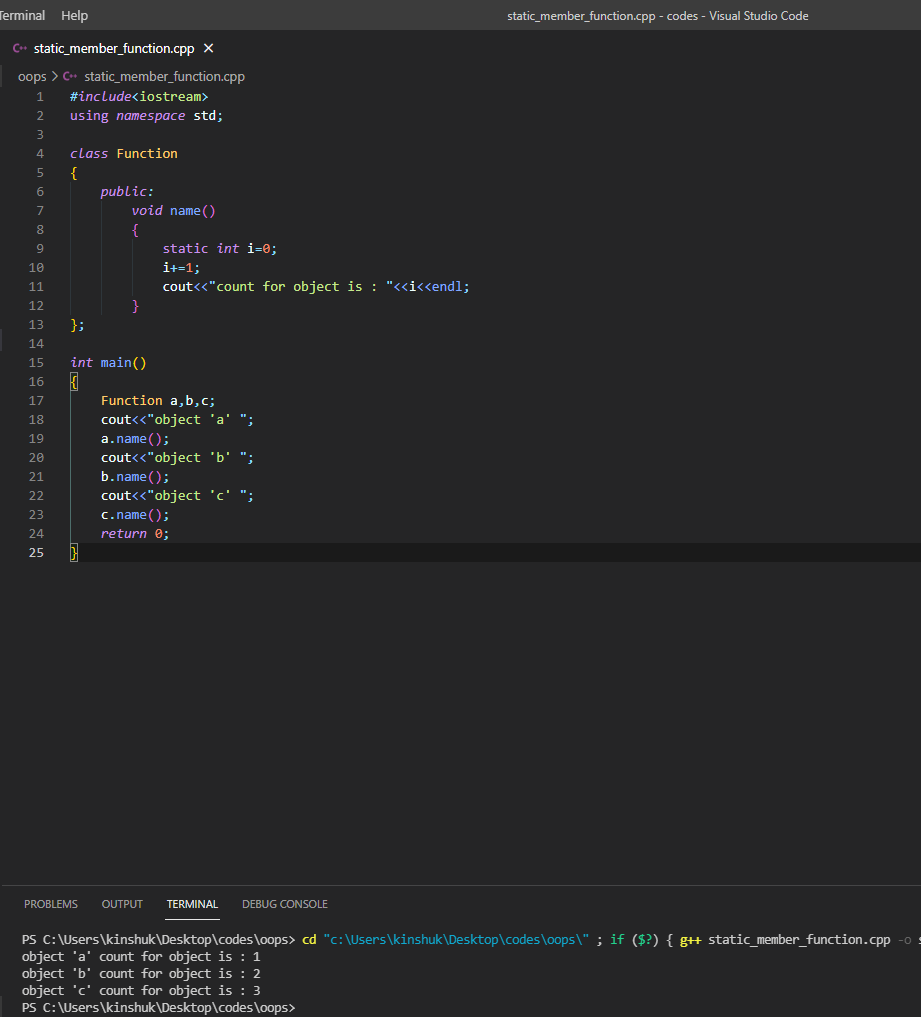 Terminal Help static_member_function.cpp - codes - Visual Studio Code
static_member_function.cpp
oops > static_member_function.cpp
1 #include<iostream>
2 using namespace std;
3
4 class Function
5 {
6 public:
7 void name()
8 {
9 static int i=0;
10 i+=1;
11 cout<<"count for object is : "<<i<<endl;
12 }
13 };
14
15 int main()
16 {
17 Function a,b,c;
18 cout<<"object 'a' ";
19 a.name();
20 cout<<"object 'b' ";
21 b.name();
22 cout<<"object 'c' ";
23 c.name();
24 return 0;
25 }
PROBLEMS OUTPUT TERMINAL DEBUG CONSOLE
PS C:\Users\kinshuk\Desktop\codes\oops> cd "c:\Users\kinshuk\Desktop\codes\oops\" ; if ($?) { g++ static_member_function.cpp -o
object 'a' count for object is : 1
object 'b' count for object is : 2
object 'c' count for object is : 3
PS C:\Users\kinshuk\Desktop\codes\oops>